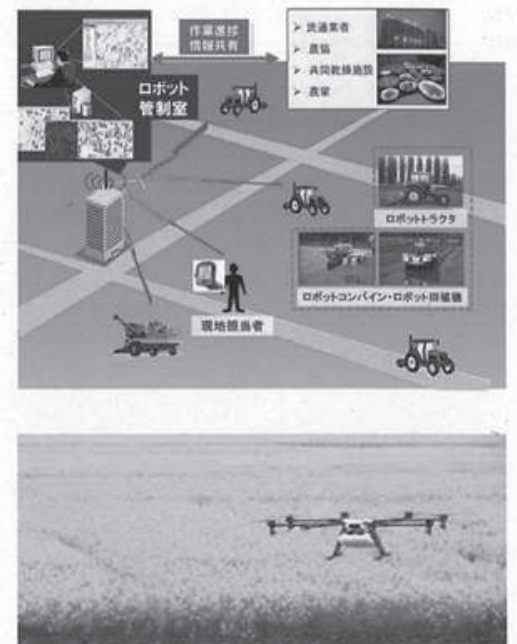 作業進捗
情報共有
ロボット
管制室
➤ 流通業者
➤ 農協
➤ 共同乾燥施設
➤ 農家
ロボットトラクタ
ロボットコンバイン・ロボット田植機
現地担当者